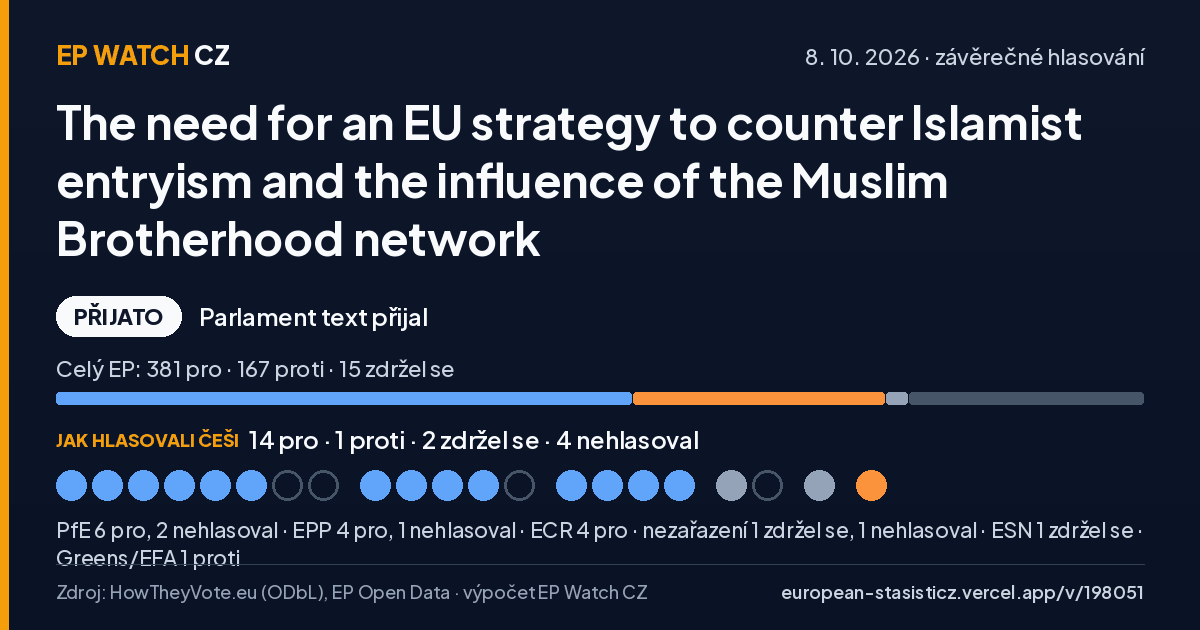 EP WATCH CZ
8. 10. 2026 · závěrečné hlasování
The need for an EU strategy to counter Islamist
entryism and the influence of the Muslim
Brotherhood network
PŘIJATO Parlament text přijal
Celý EP: 381 pro · 167 proti · 15 zdržel se
JAK HLASOVALI ČEŠI 14 pro · 1 proti · 2 zdržel se · 4 nehlasoval
PfE 6 pro, 2 nehlasoval · EPP 4 pro, 1 nehlasoval · ECR 4 pro · nezařazení 1 zdržel se, 1 nehlasoval · ESN 1 zdržel se ·
Greens/EFA 1 proti
Zdroj: HowTheyVote.eu (ODbL), EP Open Data · výpočet EP Watch CZ
european-stasisticz.vercel.app/v/198051